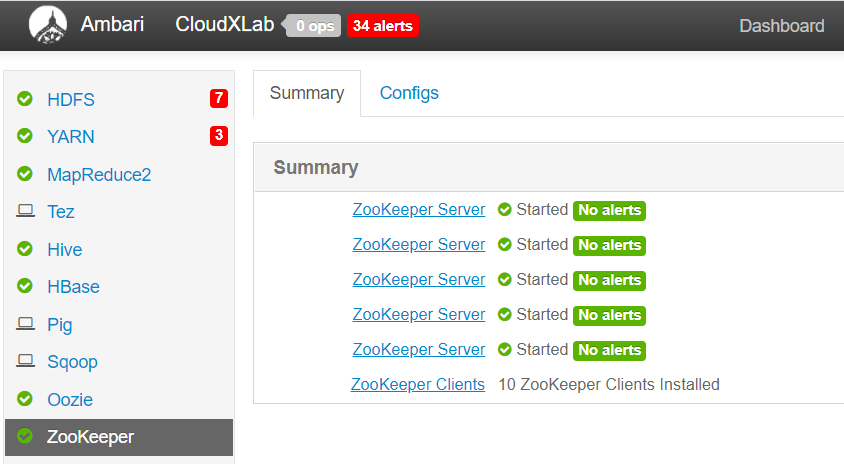 Ambari CloudXLab 0 ops 34 alerts Dashboard
HDFS 7
YARN 3
MapReduce2
Tez
Hive
HBase
Pig
Sqoop
Oozie
ZooKeeper
Summary Configs
Summary
ZooKeeper Server Started No alerts
ZooKeeper Server Started No alerts
ZooKeeper Server Started No alerts
ZooKeeper Server Started No alerts
ZooKeeper Server Started No alerts
ZooKeeper Clients 10 ZooKeeper Clients Installed